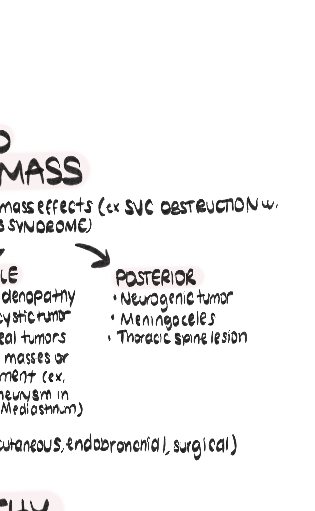 MASS
mass effects (ex SVC OBSTRUCTION w.
SYNDROME)
LE
POSTERIOR
denopathy
• Neurogenic tumor
cystic tumor
• Meningoceles
eal tumors
• Thoracic spine lesion
masses or
ment (ex.
neurysm in
Mediastinum)
cutaneous, endobronchial, surgical)